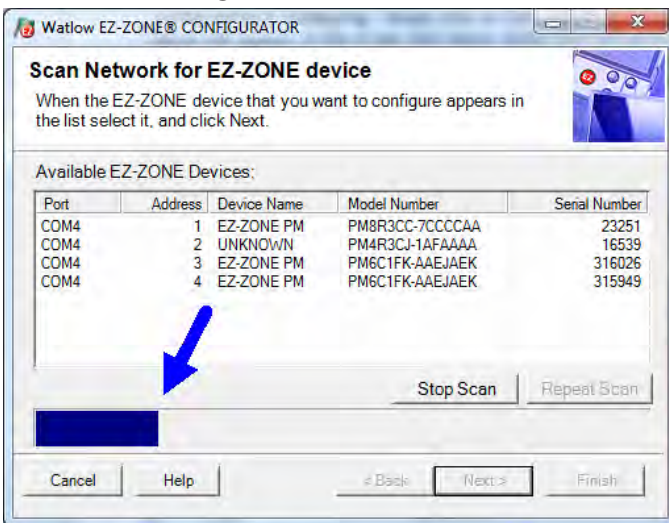 Watlow EZ-ZONE® CONFIGURATOR
Scan Network for EZ-ZONE device
When the EZ-ZONE device that you want to configure appears in
the list select it, and click Next.
Available EZ-ZONE Devices:
Port Address Device Name Model Number Serial Number
COM4 1 EZ-ZONE PM PM8R3CC-7CCCCAA 23251
COM4 2 UNKNOWN PM4R3CJ-1AFAAAA 16539
COM4 3 EZ-ZONE PM PM6C1FK-AAEJAEK 316026
COM4 4 EZ-ZONE PM PM6C1FK-AAEJAEK 315949
Stop Scan Repeat Scan
Cancel Help < Back Next > Finish